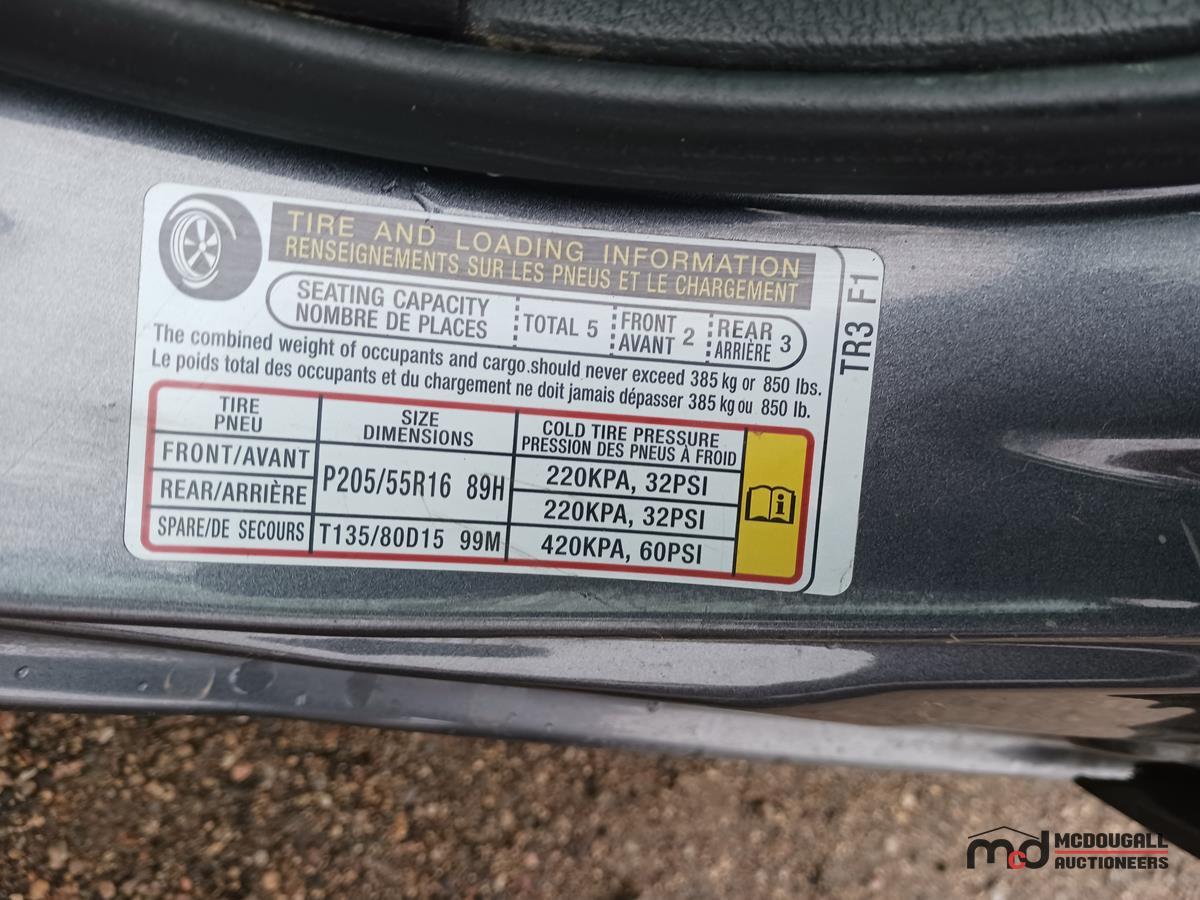 TIRE AND LOADING INFORMATION
RENSEIGNEMENTS SUR LES PNEUS ET LE CHARGEMENT
SEATING CAPACITY
NOMBRE DE PLACES
TOTAL 5
FRONT
AVANT 2
REAR
ARRIÈRE 3
The combined weight of occupants and cargo.should never exceed 385 kg or 850 lbs.
Le poids total des occupants et du chargement ne doit jamais dépasser 385 kg ou 850 lb.
TIRE
PNEU
SIZE
DIMENSIONS
COLD TIRE PRESSURE
PRESSION DES PNEUS À FROID
FRONT/AVANT
P205/55R16 89H
220KPA, 32PSI
REAR/ARRIÈRE
220KPA, 32PSI
SPARE/DE SECOURS
T135/80D15 99M
420KPA, 60PSI
TR3 F1
mcd
MCDOUGALL
AUCTIONEERS